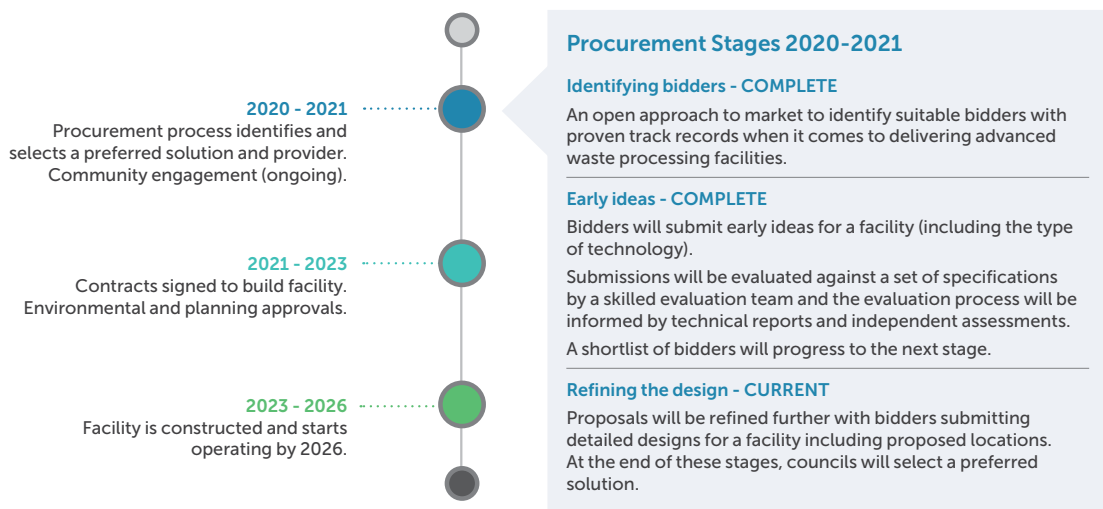 2020 - 2021
Procurement process identifies and
selects a preferred solution and provider.
Community engagement (ongoing).
2021 - 2023
Contracts signed to build facility.
Environmental and planning approvals.
2023 - 2026
Facility is constructed and starts
operating by 2026.
Procurement Stages 2020-2021
Identifying bidders - COMPLETE
An open approach to market to identify suitable bidders with
proven track records when it comes to delivering advanced
waste processing facilities.
Early ideas - COMPLETE
Bidders will submit early ideas for a facility (including the type
of technology).
Submissions will be evaluated against a set of specifications
by a skilled evaluation team and the evaluation process will be
informed by technical reports and independent assessments.
A shortlist of bidders will progress to the next stage.
Refining the design - CURRENT
Proposals will be refined further with bidders submitting
detailed designs for a facility including proposed locations.
At the end of these stages, councils will select a preferred
solution.